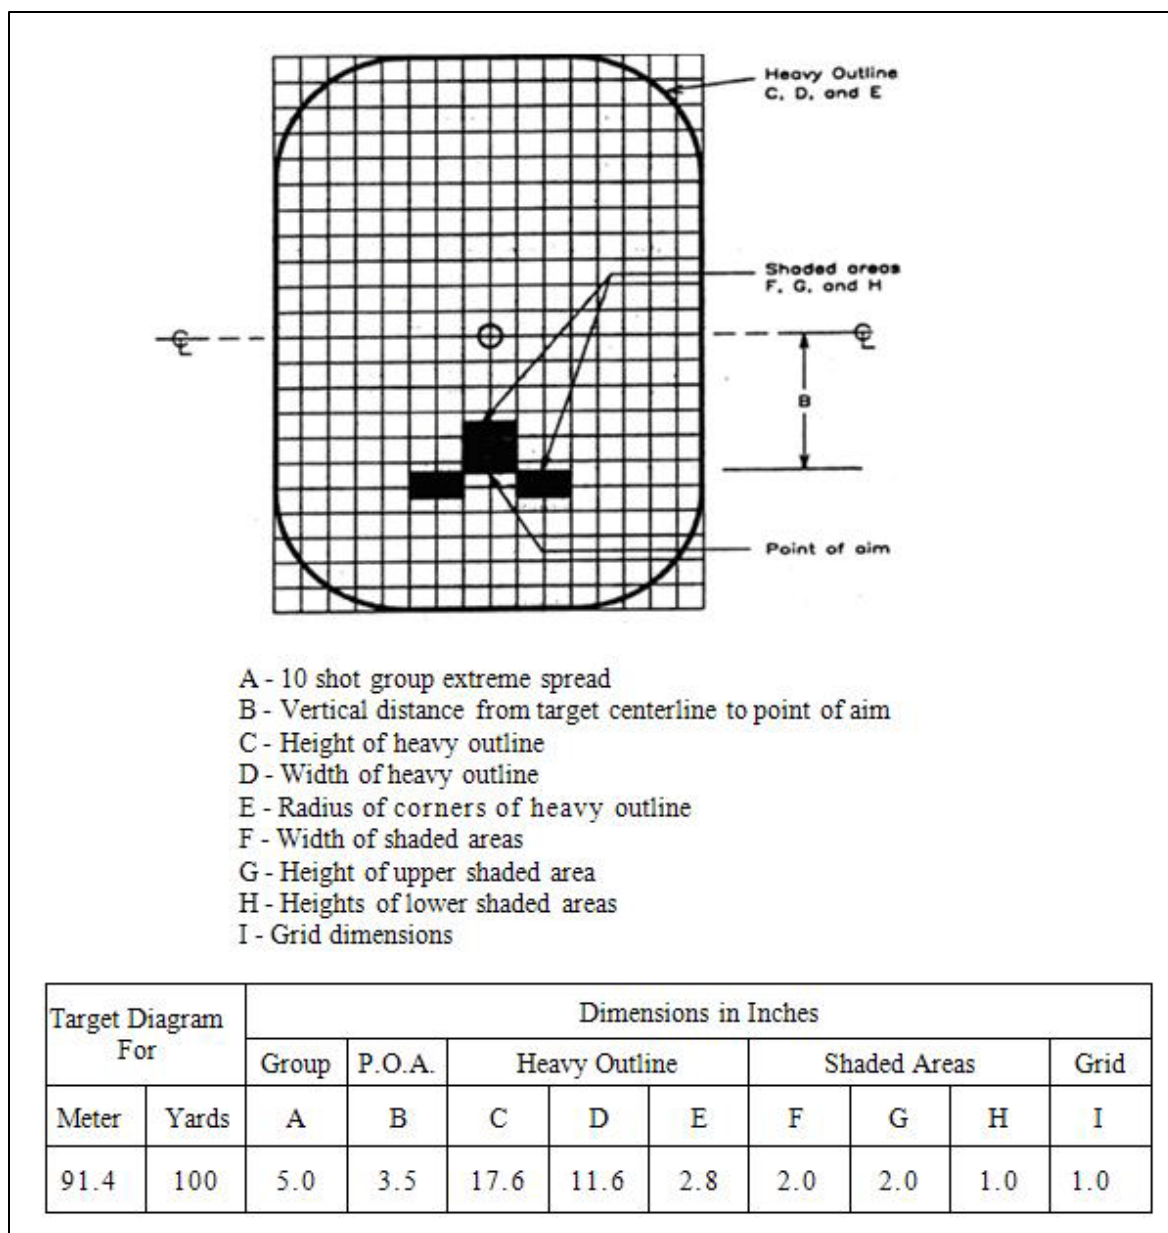 Heavy Outline
C, D, and E
Shaded areas
F, G, and H
℄
℄
B
Point of aim
A - 10 shot group extreme spread
B - Vertical distance from target centerline to point of aim
C - Height of heavy outline
D - Width of heavy outline
E - Radius of corners of heavy outline
F - Width of shaded areas
G - Height of upper shaded area
H - Heights of lower shaded areas
I - Grid dimensions
Target Diagram For
Dimensions in Inches
Group P.O.A. Heavy Outline Shaded Areas Grid
Meter Yards A B C D E F G H I
91.4 100 5.0 3.5 17.6 11.6 2.8 2.0 2.0 1.0 1.0